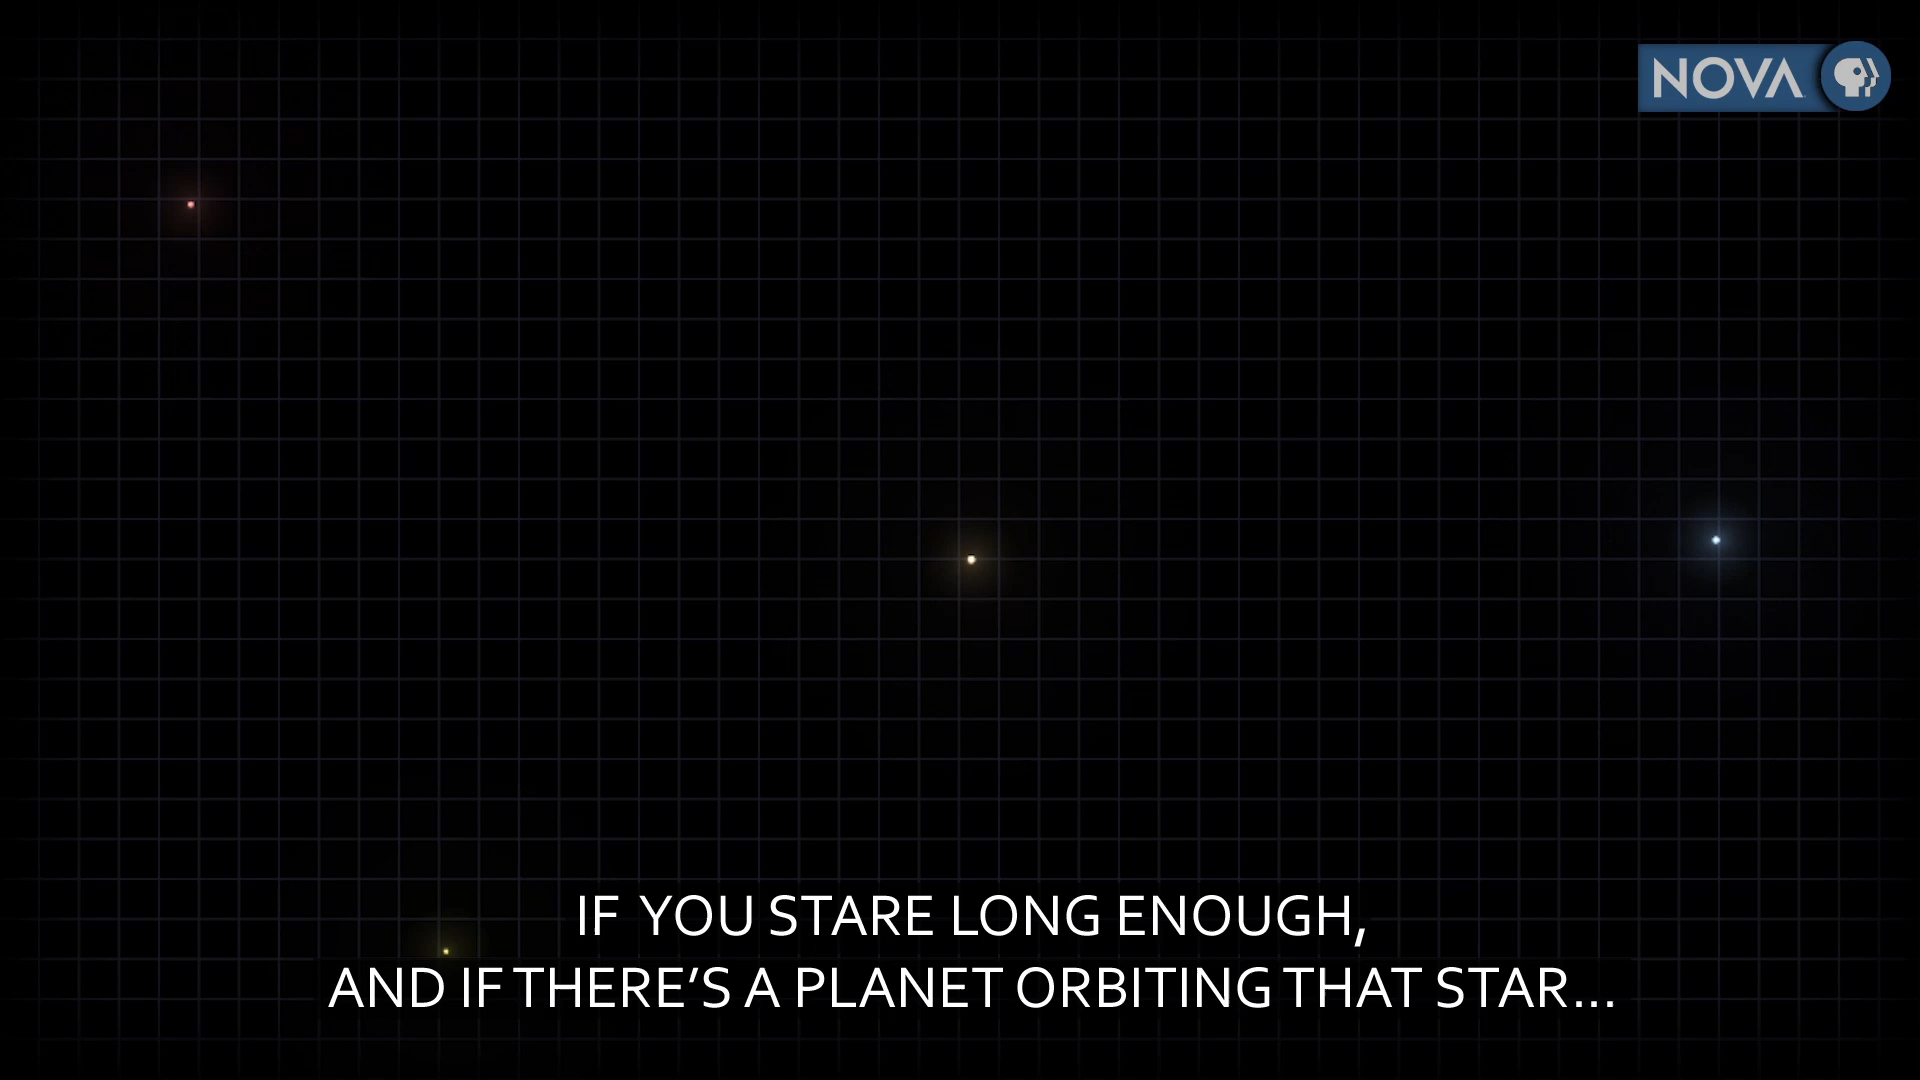 NOVA
IF YOU STARE LONG ENOUGH,
AND IF THERE’S A PLANET ORBITING THAT STAR...